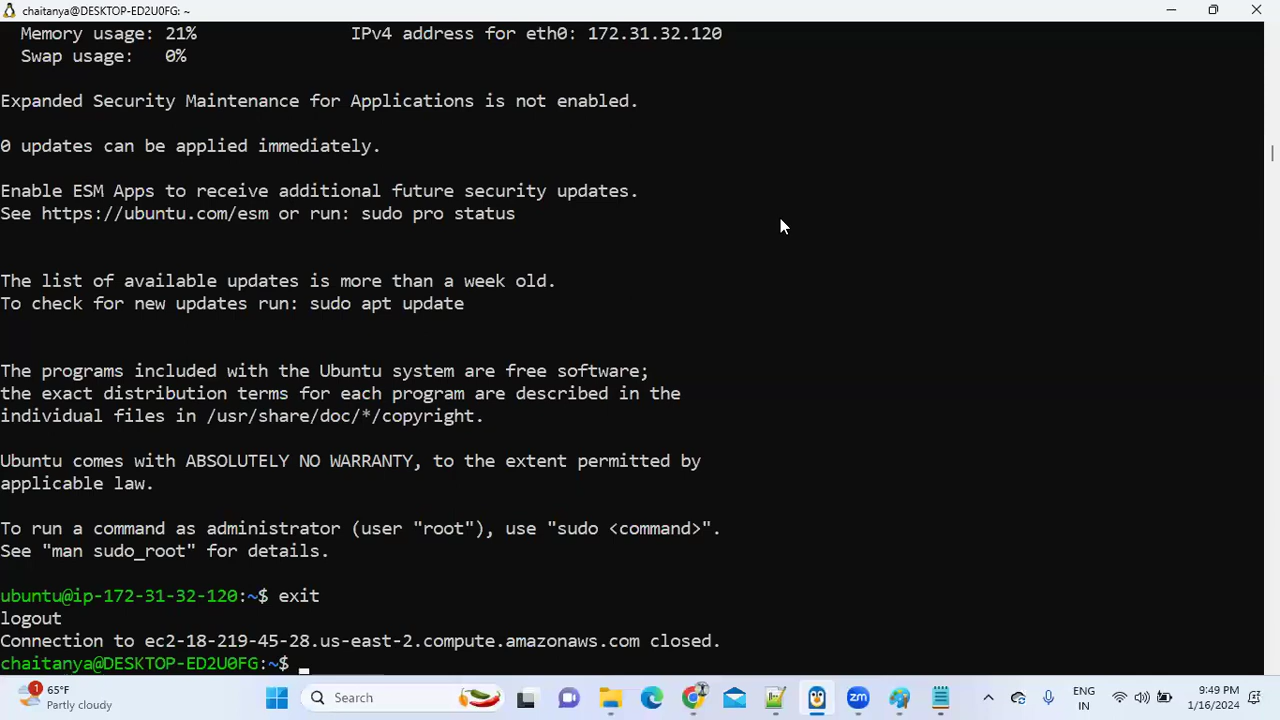 chaitanya@DESKTOP-ED2U0FG: ~
Memory usage: 21% IPv4 address for eth0: 172.31.32.120
Swap usage: 0%
Expanded Security Maintenance for Applications is not enabled.
0 updates can be applied immediately.
Enable ESM Apps to receive additional future security updates.
See https://ubuntu.com/esm or run: sudo pro status
The list of available updates is more than a week old.
To check for new updates run: sudo apt update
The programs included with the Ubuntu system are free software;
the exact distribution terms for each program are described in the
individual files in /usr/share/doc/*/copyright.
Ubuntu comes with ABSOLUTELY NO WARRANTY, to the extent permitted by
applicable law.
To run a command as administrator (user "root"), use "sudo <command>".
See "man sudo_root" for details.
ubuntu@ip-172-31-32-120:~$ exit
logout
Connection to ec2-18-219-45-28.us-east-2.compute.amazonaws.com closed.
chaitanya@DESKTOP-ED2U0FG:~$
1
65°F
Partly cloudy
Search
zm
ENG
IN
9:49 PM
1/16/2024